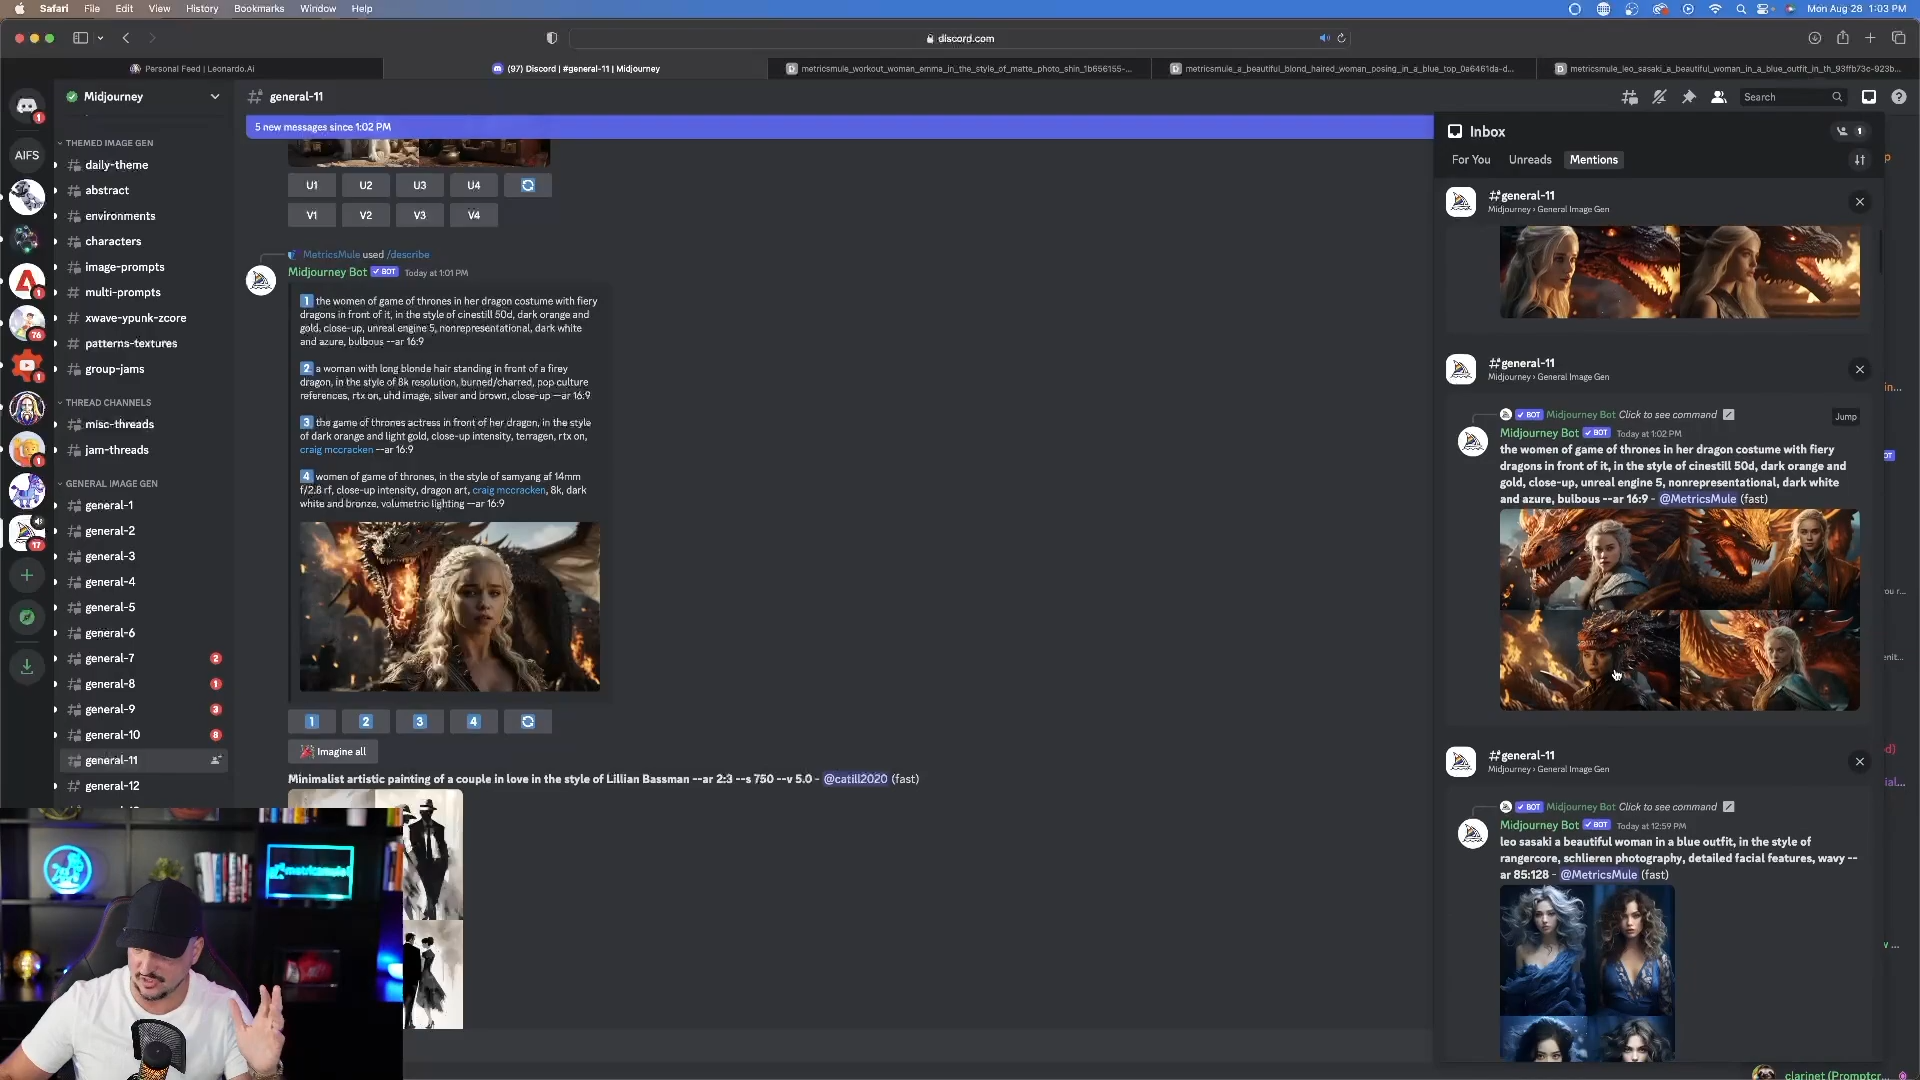 Safari File Edit View History Bookmarks Window Help
Mon Aug 28 1:03 PM
discord.com
Personal Feed | Leonardo.Ai
(97) Discord | #general-11 | Midjourney
metricsmule_workout_woman_emma_in_the_style_of_matte_photo_shin_1b656155-...
metricsmule_a_beautiful_blond_haired_woman_posing_in_a_blue_top_0a6461da-d...
metricsmule_leo_sasaki_a_beautiful_woman_in_a_blue_outfit_in_th_93ffb73c-923b...
Midjourney
general-11
Search
5 new messages since 1:02 PM
AIFS
THEMED IMAGE GEN
daily-theme
abstract
environments
characters
image-prompts
multi-prompts
xwave-ypunk-zcore
patterns-textures
group-jams
THREAD CHANNELS
misc-threads
jam-threads
GENERAL IMAGE GEN
general-1
general-2
general-3
general-4
general-5
general-6
general-7 2
general-8 1
general-9 3
general-10 8
general-11
general-12
1
1
76
1
1
17
U1 U2 U3 U4
V1 V2 V3 V4
MetricsMule used /describe
Midjourney Bot BOT Today at 1:01 PM
1 the women of game of thrones in her dragon costume with fiery
dragons in front of it, in the style of cinestill 50d, dark orange and
gold, close-up, unreal engine 5, nonrepresentational, dark white
and azure, bulbous --ar 16:9
2 a woman with long blonde hair standing in front of a firey
dragon, in the style of 8k resolution, burned/charred, pop culture
references, rtx on, uhd image, silver and brown, close-up —ar 16:9
3 the game of thrones actress in front of her dragon, in the style
of dark orange and light gold, close-up intensity, terragen, rtx on,
craig mccracken --ar 16:9
4 women of game of thrones, in the style of samyang af 14mm
f/2.8 rf, close-up intensity, dragon art, craig mccracken, 8k, dark
white and bronze, volumetric lighting —ar 16:9
1 2 3 4
Imagine all
Minimalist artistic painting of a couple in love in the style of Lillian Bassman --ar 2:3 --s 750 --v 5.0 - @catill2020 (fast)
metricsmule
Inbox
1
For You Unreads Mentions
#general-11
Midjourney › General Image Gen
#general-11
Midjourney › General Image Gen
BOT Midjourney Bot Click to see command
Jump
Midjourney Bot BOT Today at 1:02 PM
the women of game of thrones in her dragon costume with fiery
dragons in front of it, in the style of cinestill 50d, dark orange and
gold, close-up, unreal engine 5, nonrepresentational, dark white
and azure, bulbous --ar 16:9 - @MetricsMule (fast)
#general-11
Midjourney › General Image Gen
BOT Midjourney Bot Click to see command
Midjourney Bot BOT Today at 12:59 PM
leo sasaki a beautiful woman in a blue outfit, in the style of
rangercore, schlieren photography, detailed facial features, wavy --
ar 85:128 - @MetricsMule (fast)
clarinet (Promptcr...